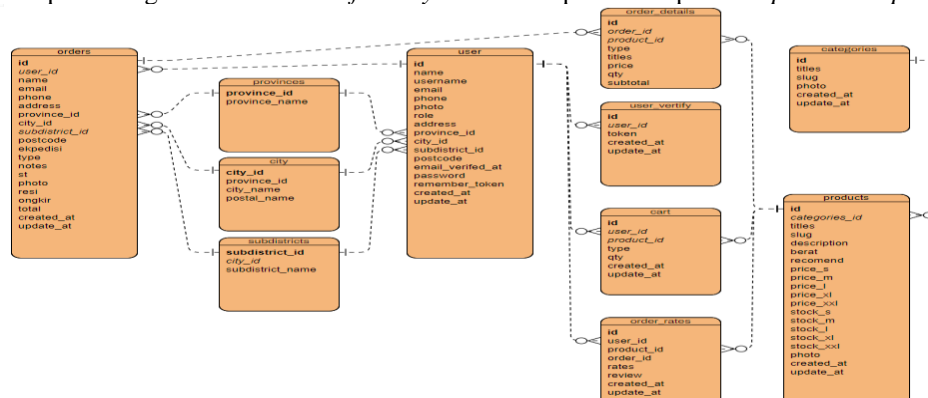 orders
id
user_id
name
email
phone
address
province_id
city_id
subdistrict_id
postcode
ekpedisi
type
notes
st
photo
resi
ongkir
total
created_at
update_at
provinces
province_id
province_name
city
city_id
province_id
city_name
postal_name
subdistricts
subdistrict_id
city_id
subdistrict_name
user
id
name
username
email
phone
photo
role
address
province_id
city_id
subdistrict_id
postcode
email_verifed_at
password
remember_token
created_at
update_at
order_details
id
order_id
product_id
type
titles
price
qty
subtotal
user_vertify
id
user_id
token
created_at
update_at
cart
id
user_id
product_id
type
qty
created_at
update_at
order_rates
id
user_id
product_id
order_id
rates
review
created_at
update_at
categories
id
titles
slug
photo
created_at
update_at
products
id
categories_id
titles
slug
description
berat
recomend
price_s
price_m
price_l
price_xl
price_xxl
stock_s
stock_m
stock_l
stock_xl
stock_xxl
photo
created_at
update_at